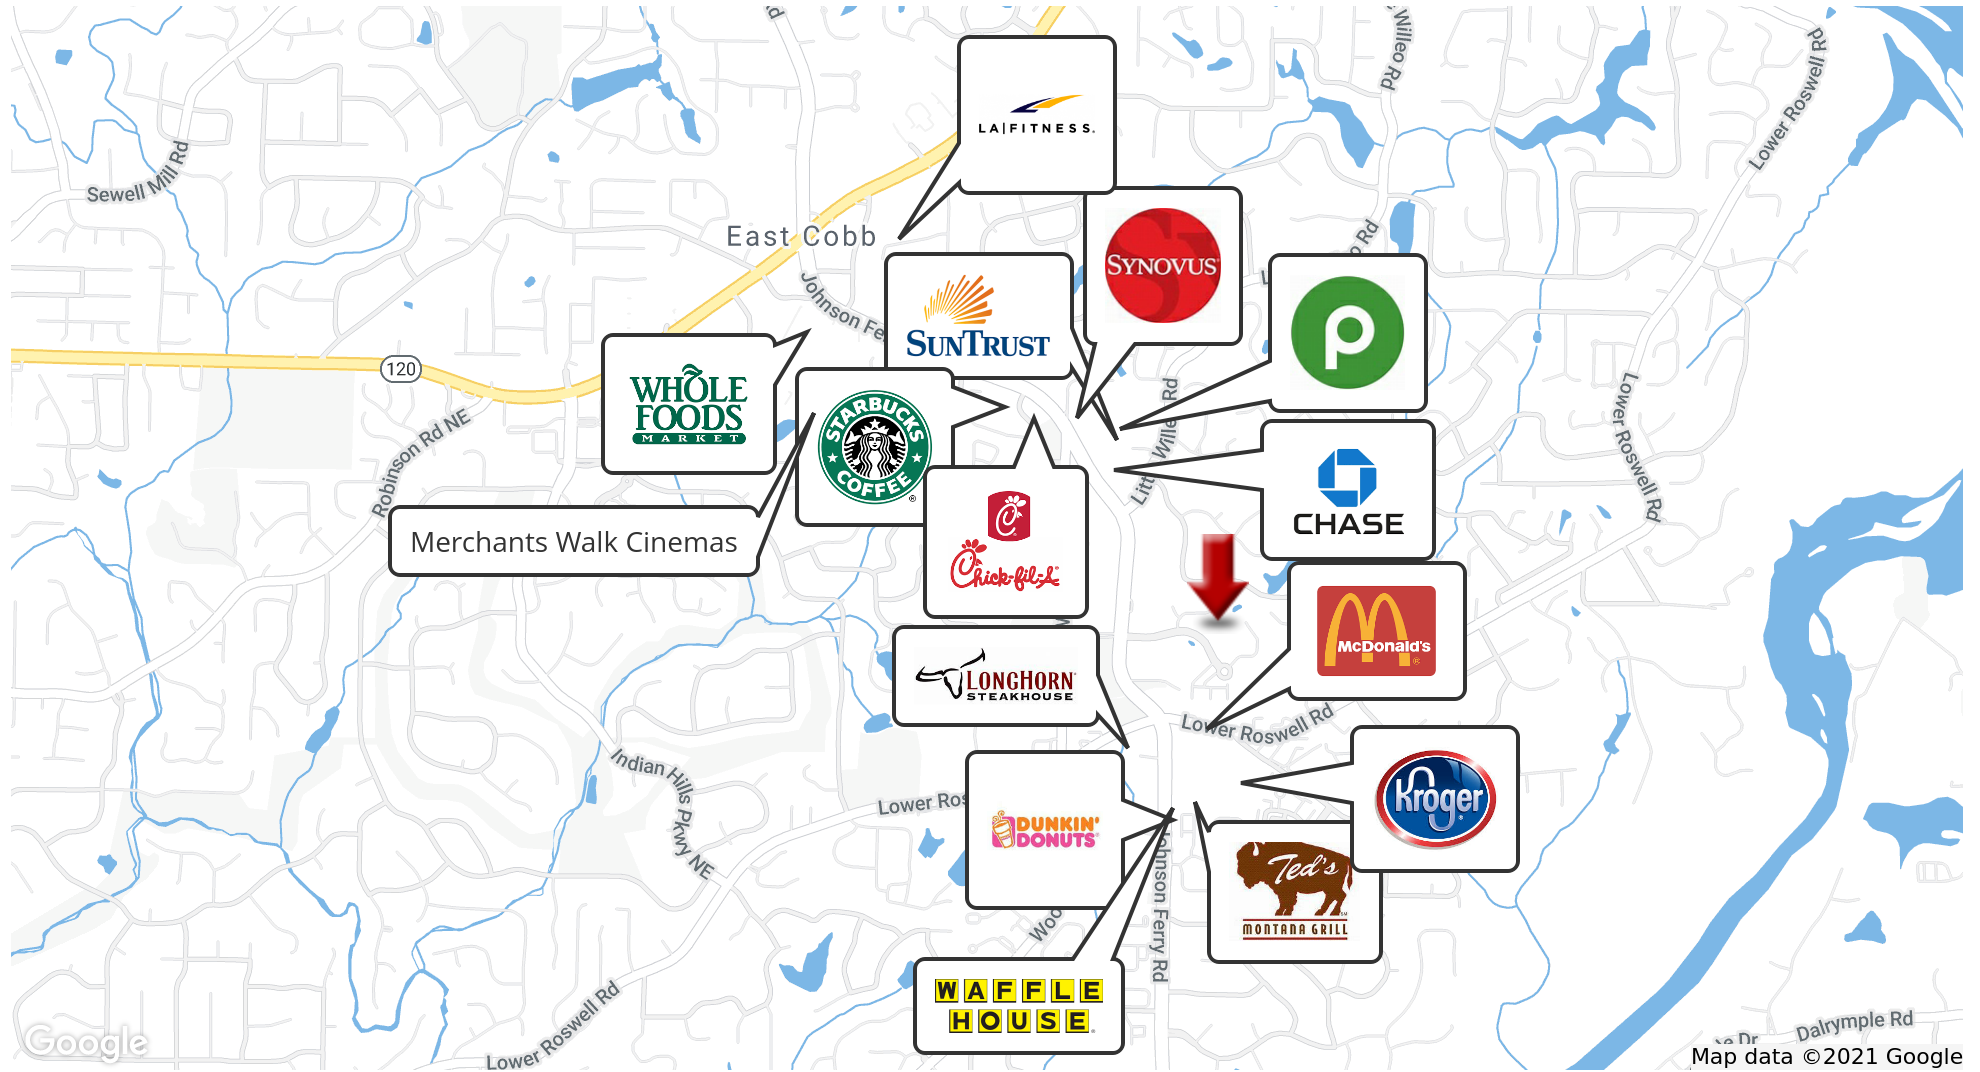 Rd
Willeo Rd
Lower Roswell Rd
LA|FITNESS.
Sewell Mill Rd
East Cobb
SYNOVUS
Johnson Fe
SUNTRUST
120
WHOLE
FOODS
MARKET
STARBUCKS
COFFEE
®
Robinson Rd NE
Rd
Lower Roswell Rd
CHASE
Merchants Walk Cinemas
Chick-fil-A
McDonald's
®
LONGHORN
STEAKHOUSE
Lower Roswell Rd
Indian Hills Pkwy NE
Lower Ros
DUNKIN'
DONUTS
Kroger
Ted's
MONTANA GRILL
Johnson Ferry Rd
Woo
WAFFLE
HOUSE
Lower Roswell Rd
Dalrymple Rd
Dr
Google
Map data ©2021 Google